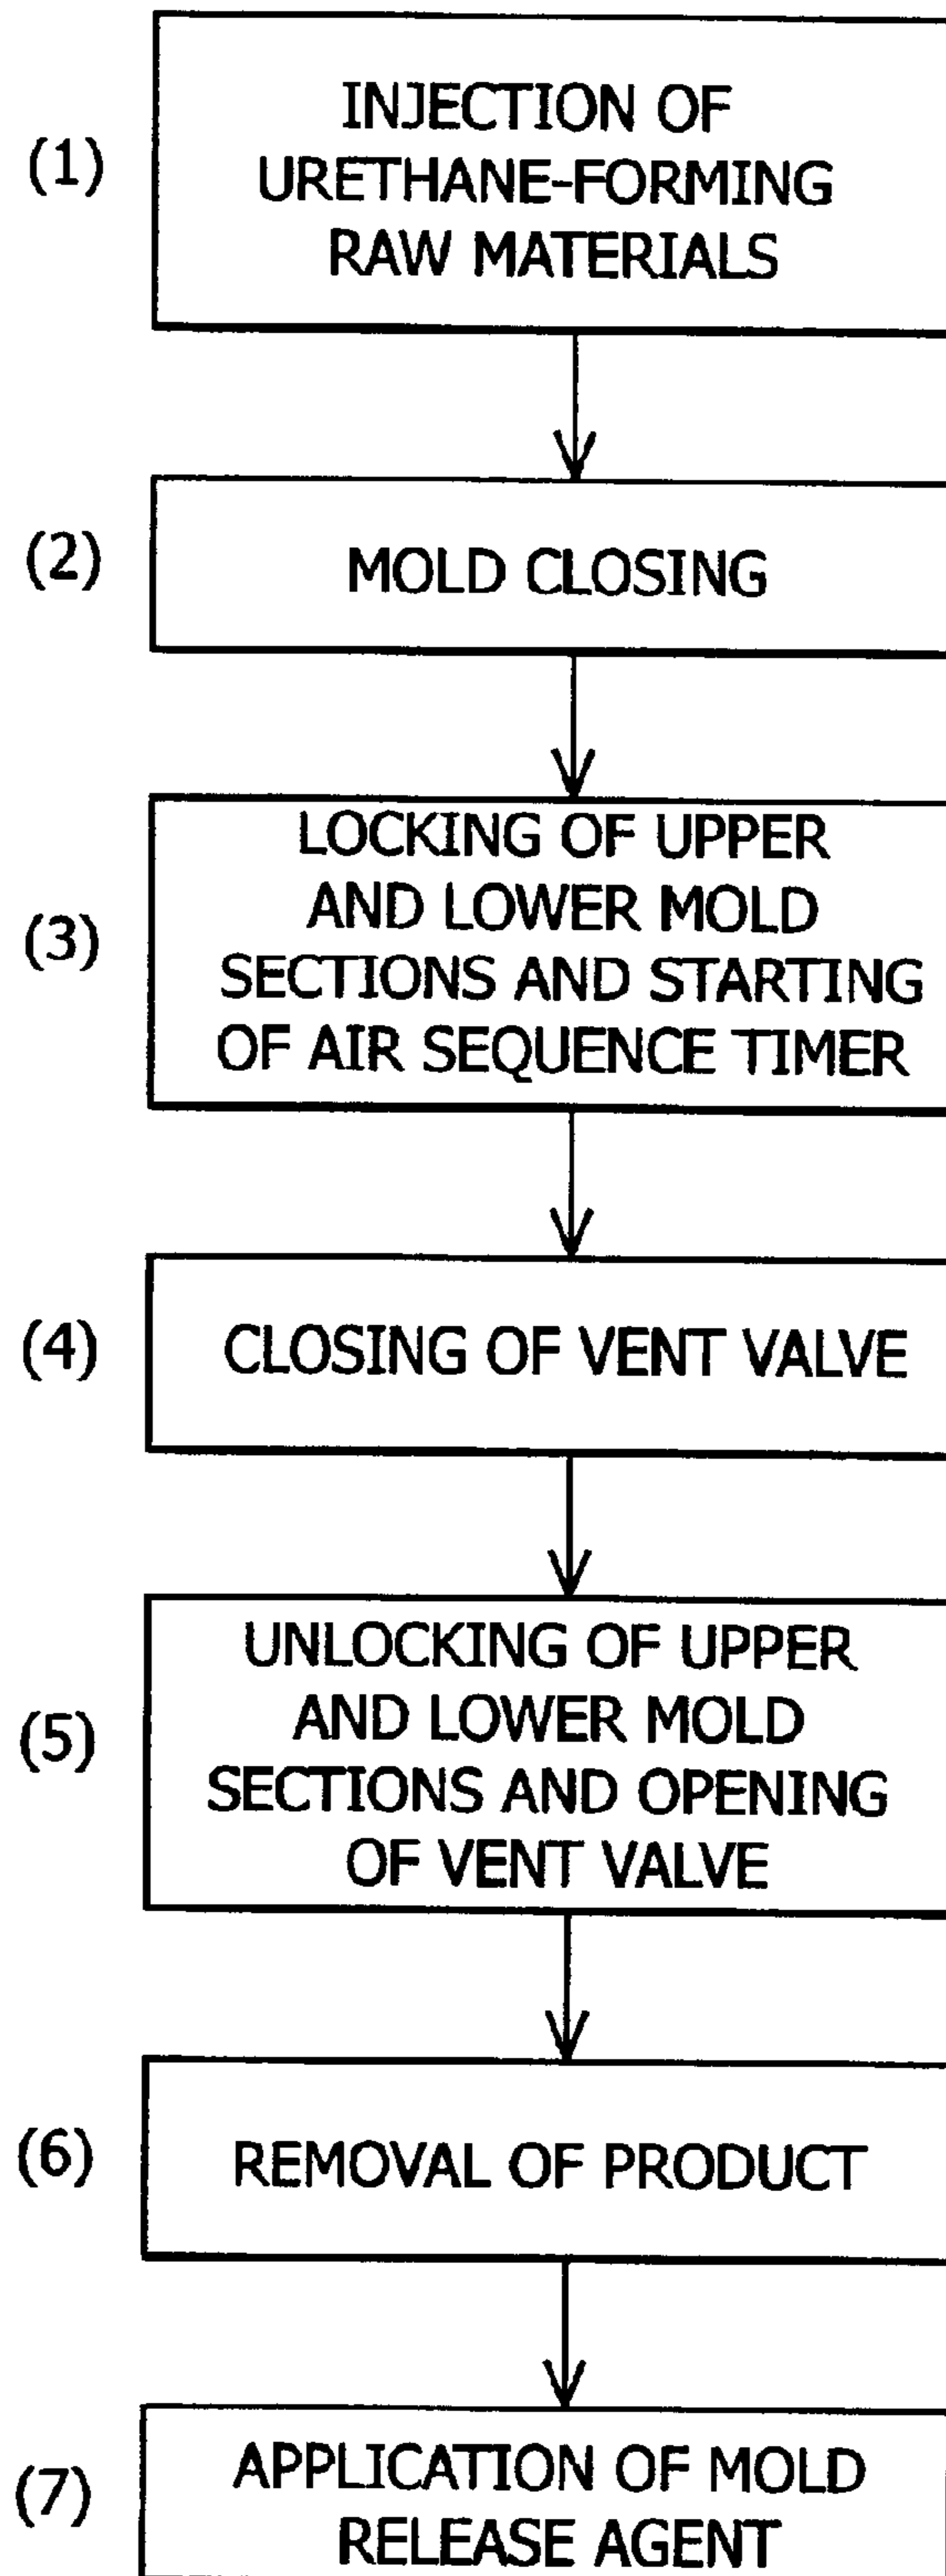 (1)
INJECTION OF
URETHANE-FORMING
RAW MATERIALS
(2)
MOLD CLOSING
(3)
LOCKING OF UPPER
AND LOWER MOLD
SECTIONS AND STARTING
OF AIR SEQUENCE TIMER
(4)
CLOSING OF VENT VALVE
(5)
UNLOCKING OF UPPER
AND LOWER MOLD
SECTIONS AND OPENING
OF VENT VALVE
(6)
REMOVAL OF PRODUCT
(7)
APPLICATION OF MOLD
RELEASE AGENT